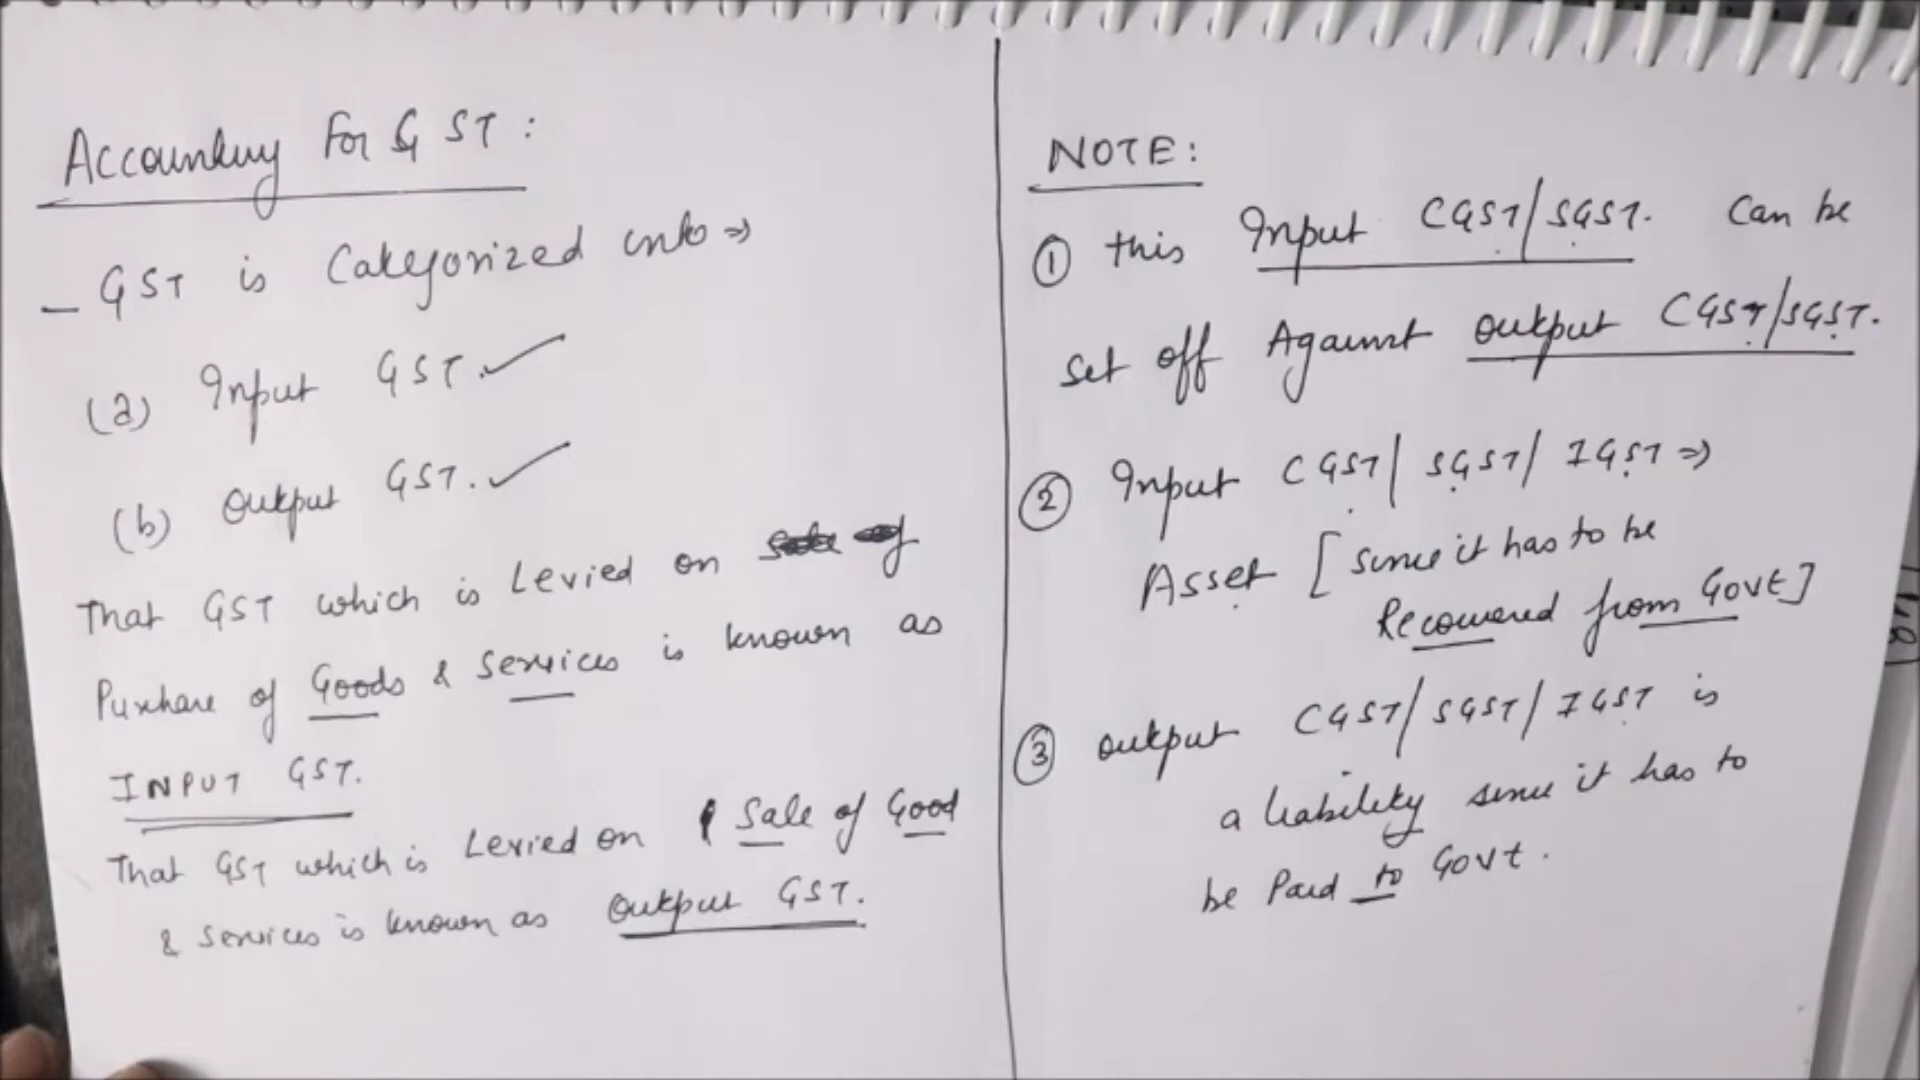 Accounting For GST:
- GST is Categorized into ⇒
(a) Input GST. ✓
(b) Output GST. ✓
That GST which is Levied on
Purchase of Goods & Services is known as
INPUT GST.
That GST which is Levied on Sale of Good
& Services is known as Output GST.
NOTE:
① this Input CGST/SGST. Can be
Set off Against output CGST/SGST.
② Input CGST/SGST/IGST ⇒
Asset [since it has to be
Recovered from Govt]
③ output CGST/SGST/IGST is
a liability since it has to
be Paid to Govt.